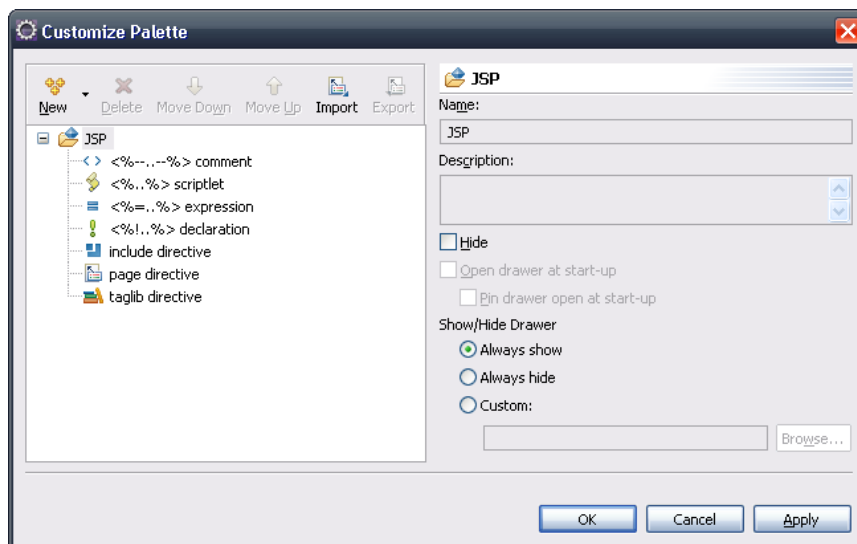 Customize Palette
New Delete Move Down Move Up Import Export
JSP
<%--..--%> comment
<%..%> scriptlet
<%=..%> expression
<%!..%> declaration
include directive
page directive
taglib directive
JSP
Name:
JSP
Description:
Hide
Open drawer at start-up
Pin drawer open at start-up
Show/Hide Drawer
Always show
Always hide
Custom:
Browse...
OK Cancel Apply